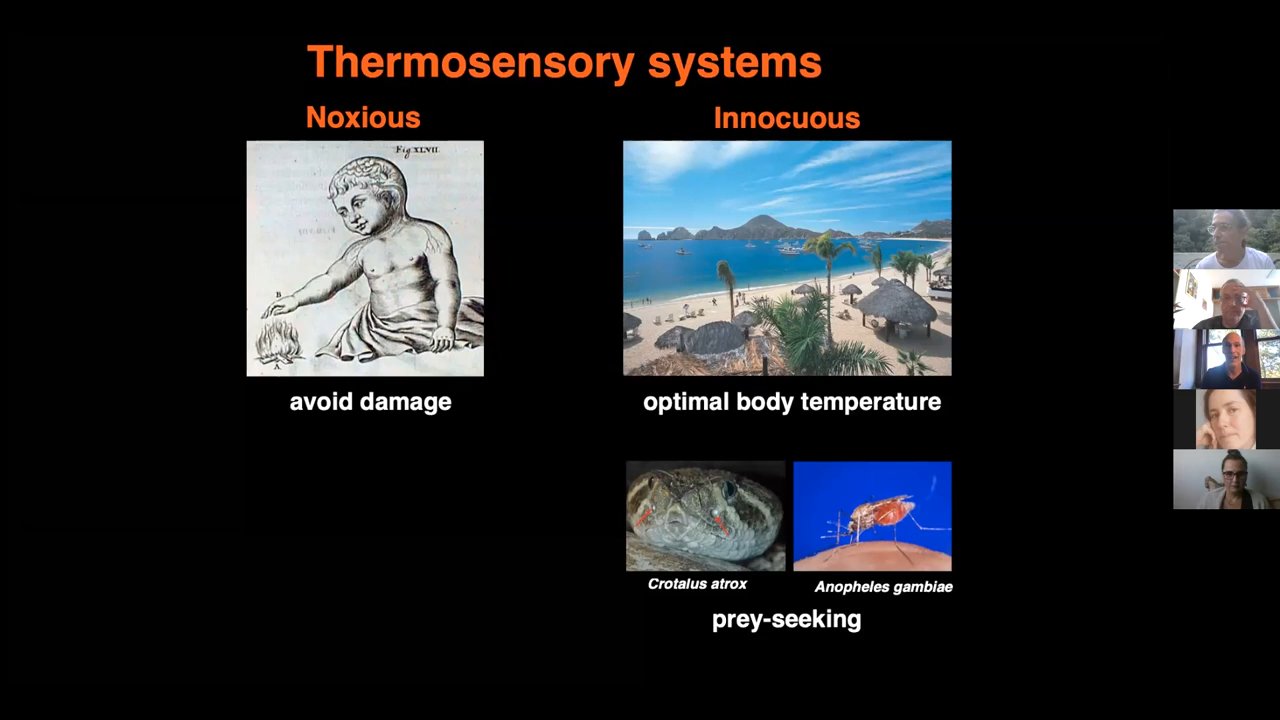 Thermosensory systems
Noxious
Innocuous
Fig XLVII.
B
A.
avoid damage
optimal body temperature
Crotalus atrox
Anopheles gambiae
prey-seeking